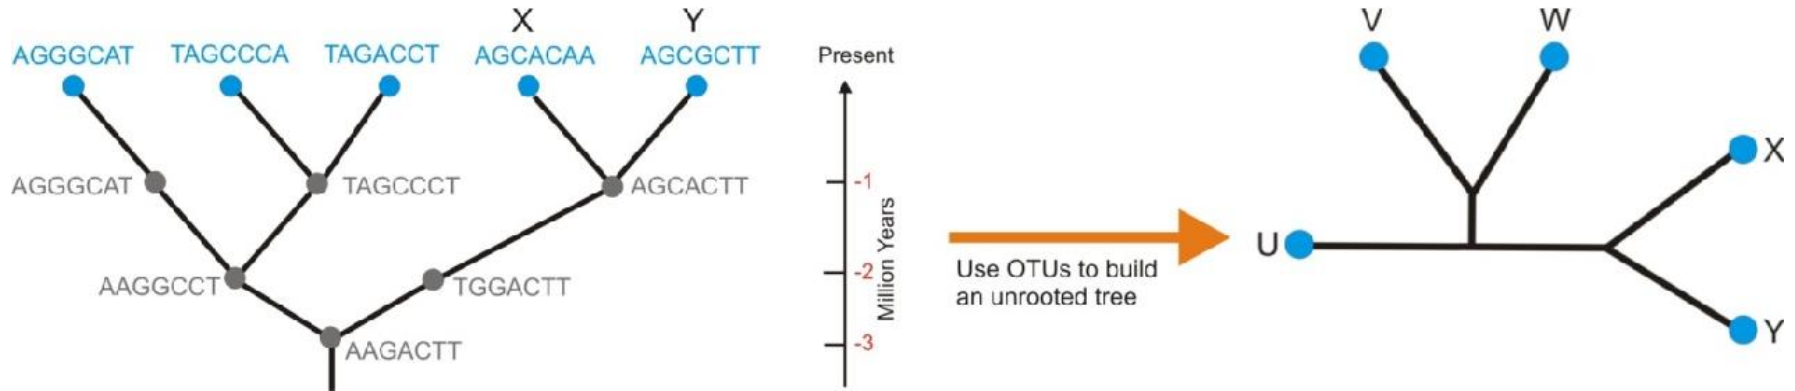 X
Y
AGGGCAT
TAGCCCA
TAGACCT
AGCACAA
AGCGCTT
Present
AGGGCAT
TAGCCCT
AGCACTT
-1
AAGGCCT
TGGACTT
-2
AAGACTT
-3
Million Years
Use OTUs to build
an unrooted tree
V
W
X
U
Y